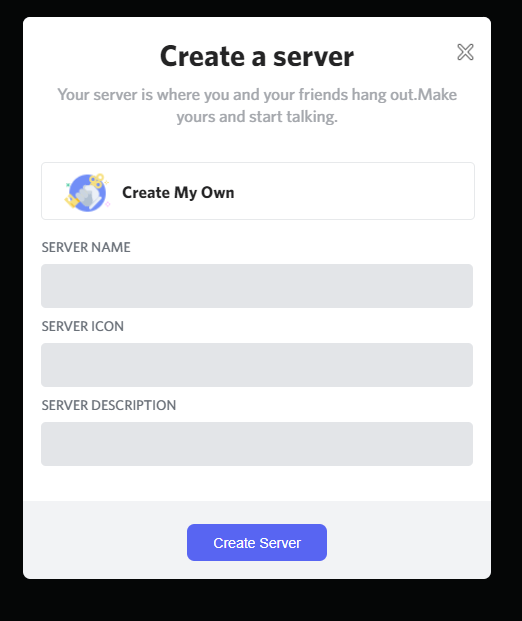 Create a server
Your server is where you and your friends hang out.Make
yours and start talking.
Create My Own
SERVER NAME
SERVER ICON
SERVER DESCRIPTION
Create Server